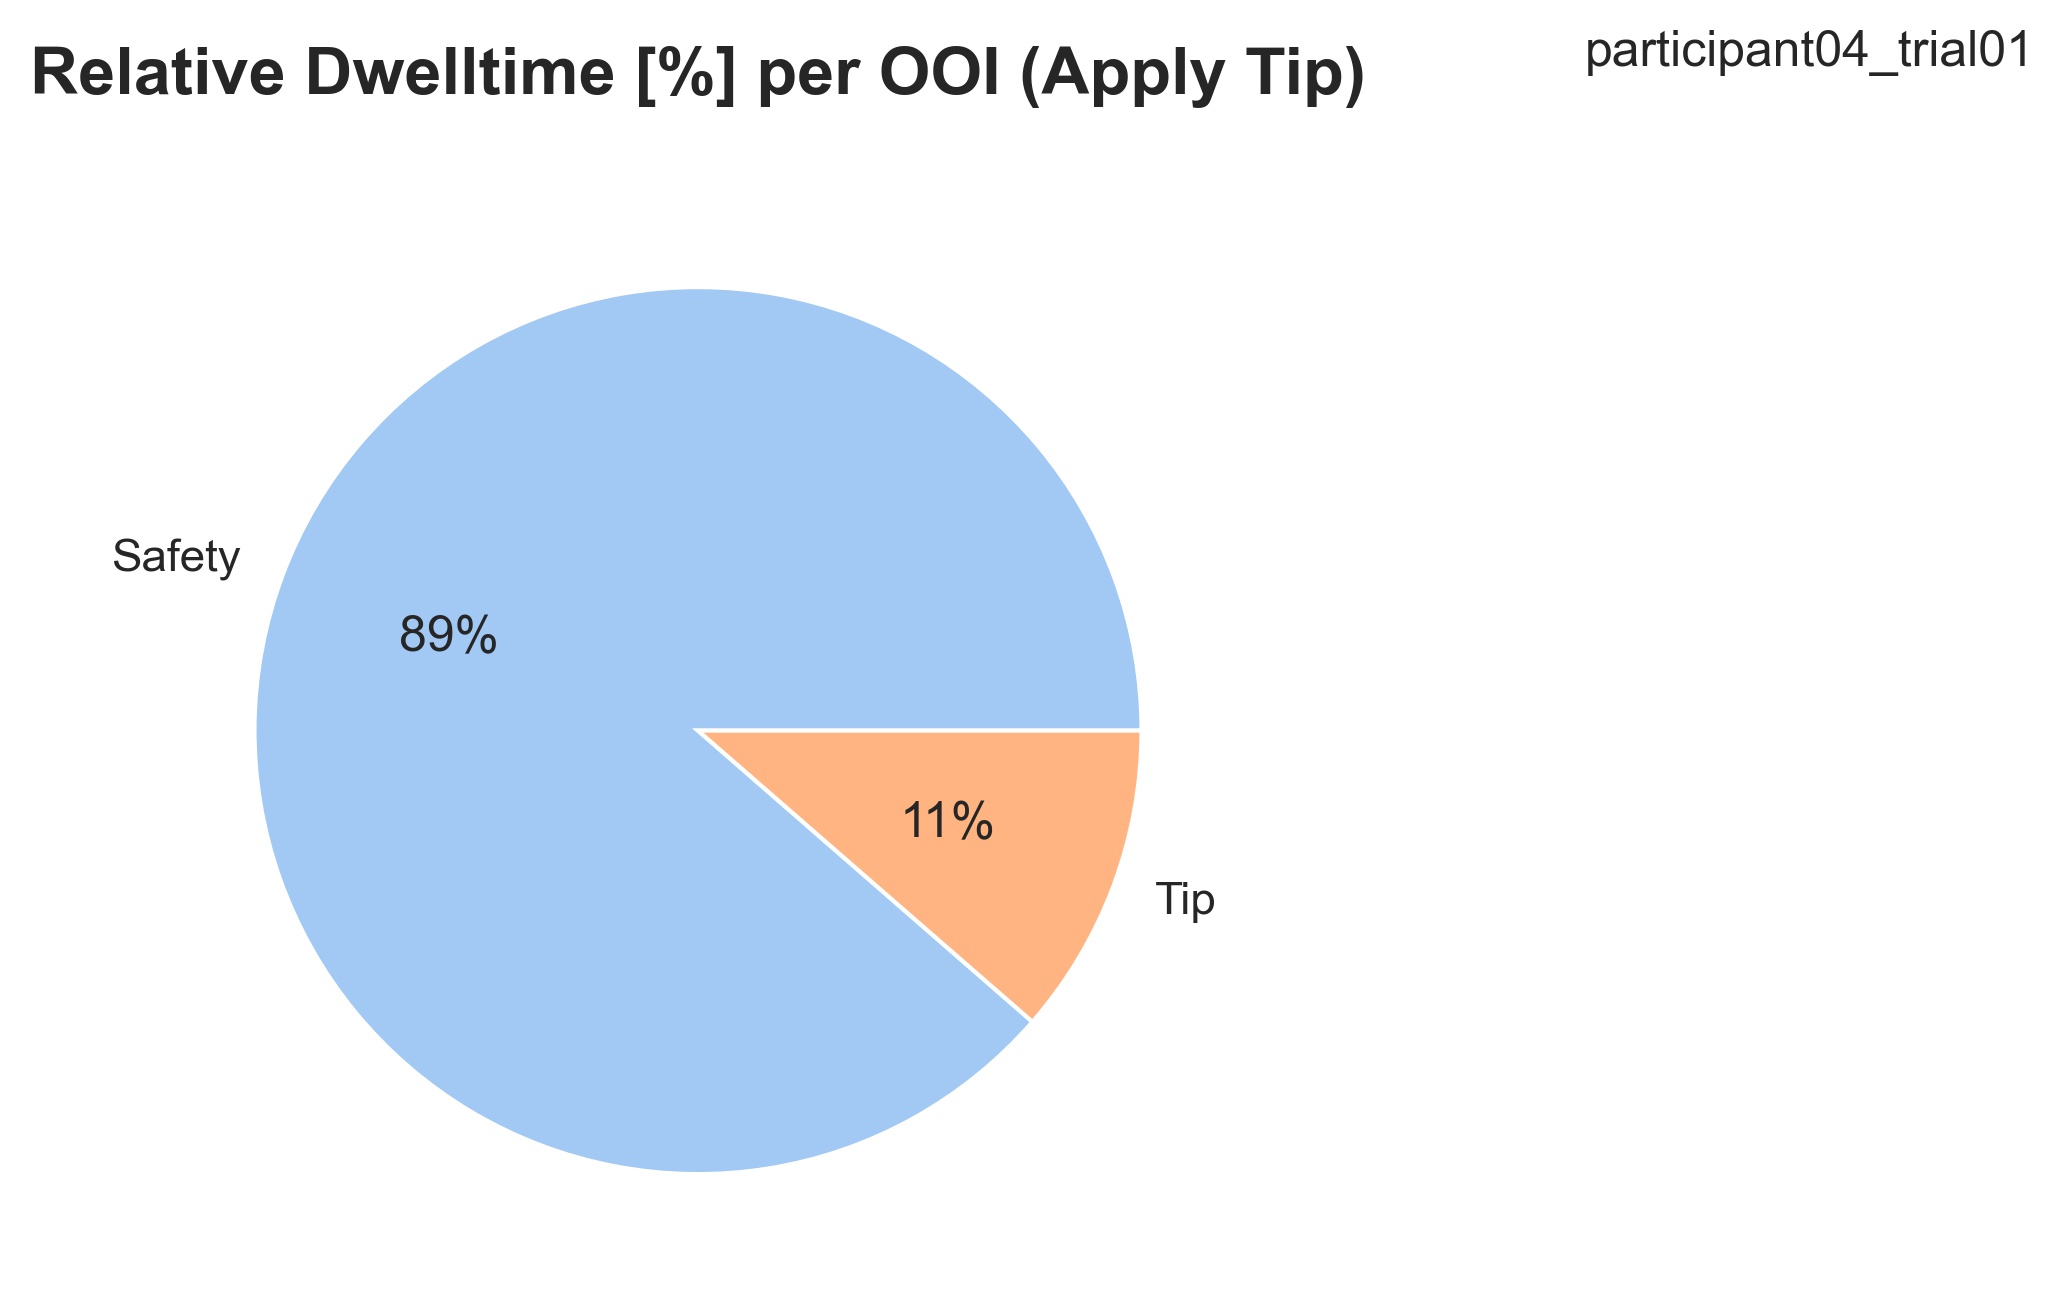 Relative Dwelltime [%] per OOI (Apply Tip)
participant04_trial01
Safety
89%
11%
Tip